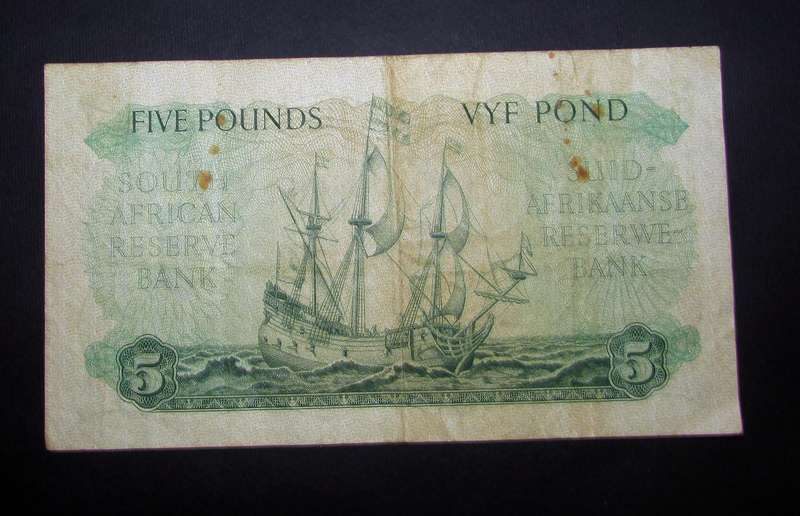 FIVE POUNDS
VYF POND
SOUTH
AFRICAN
RESERVE
BANK
SUID-
AFRIKAANSE
RESERWE-
BANK
5
5